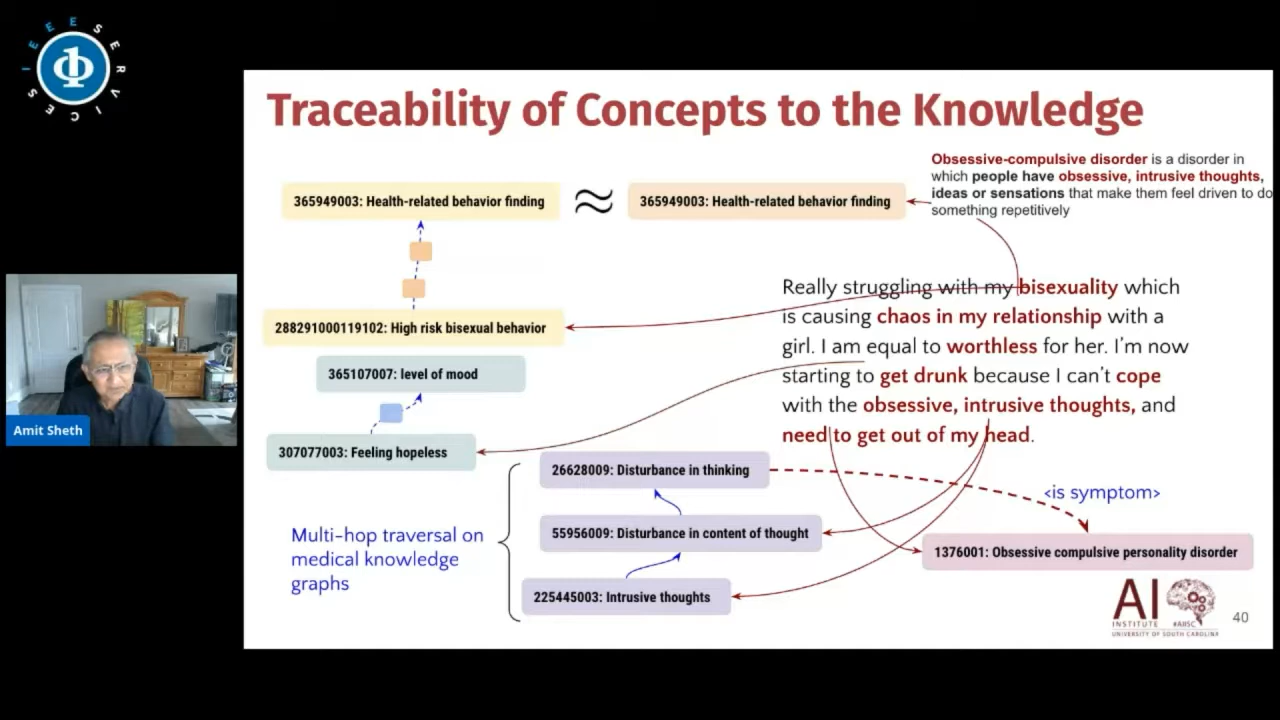 IEEE SERVICES
Traceability of Concepts to the Knowledge
365949003: Health-related behavior finding
≈
365949003: Health-related behavior finding
Obsessive-compulsive disorder is a disorder in
which people have obsessive, intrusive thoughts,
ideas or sensations that make them feel driven to do
something repetitively
288291000119102: High risk bisexual behavior
365107007: level of mood
307077003: Feeling hopeless
Really struggling with my bisexuality which
is causing chaos in my relationship with a
girl. I am equal to worthless for her. I'm now
starting to get drunk because I can't cope
with the obsessive, intrusive thoughts, and
need to get out of my head.
Multi-hop traversal on
medical knowledge
graphs
26628009: Disturbance in thinking
55956009: Disturbance in content of thought
225445003: Intrusive thoughts
<is symptom>
1376001: Obsessive compulsive personality disorder
AI
INSTITUTE #AIISC
UNIVERSITY OF SOUTH CAROLINA
40
Amit Sheth